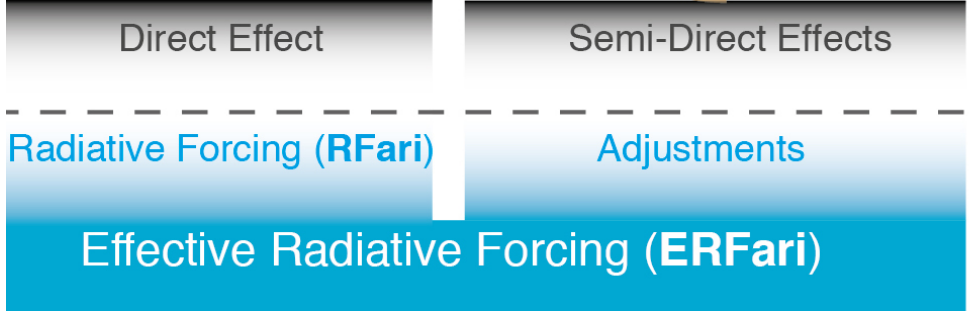 Direct Effect
Semi-Direct Effects
Radiative Forcing (RFari)
Adjustments
Effective Radiative Forcing (ERFari)